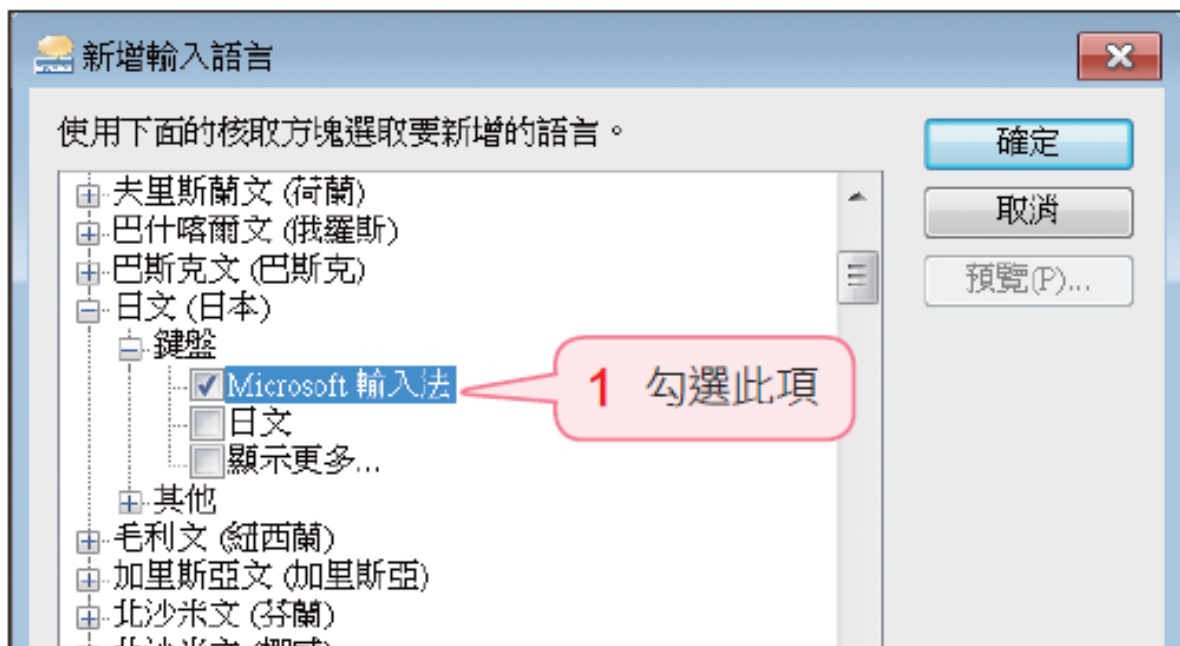 新增輸入語言
使用下面的核取方塊選取要新增的語言。
確定
取消
預覽(P)...
夫里斯蘭文 (荷蘭)
巴什喀爾文 (俄羅斯)
巴斯克文 (巴斯克)
日文 (日本)
鍵盤
Microsoft 輸入法
1 勾選此項
日文
顯示更多...
其他
毛利文 (紐西蘭)
加里斯亞文 (加里斯亞)
北沙米文 (芬蘭)